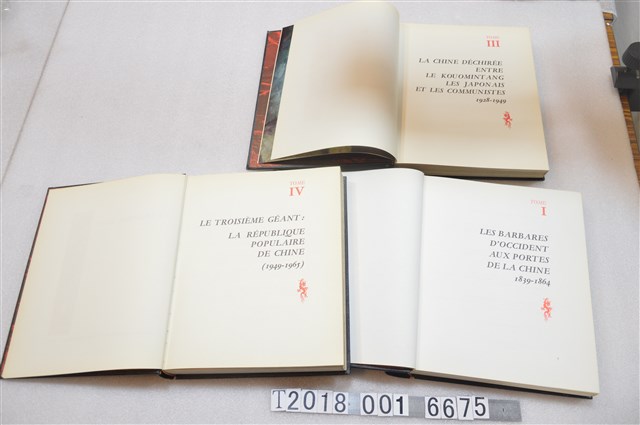 TOME
III
LA CHINE DÉCHIRÉE
ENTRE
LE KOUOMINTANG
LES JAPONAIS
ET LES COMMUNISTES
1928-1949
TOME
IV
LE TROISIÈME GÉANT :
LA RÉPUBLIQUE
POPULAIRE
DE CHINE
(1949-1965)
TOME
I
LES BARBARES
D'OCCIDENT
AUX PORTES
DE LA CHINE
1839-1864
T2018 001 6675